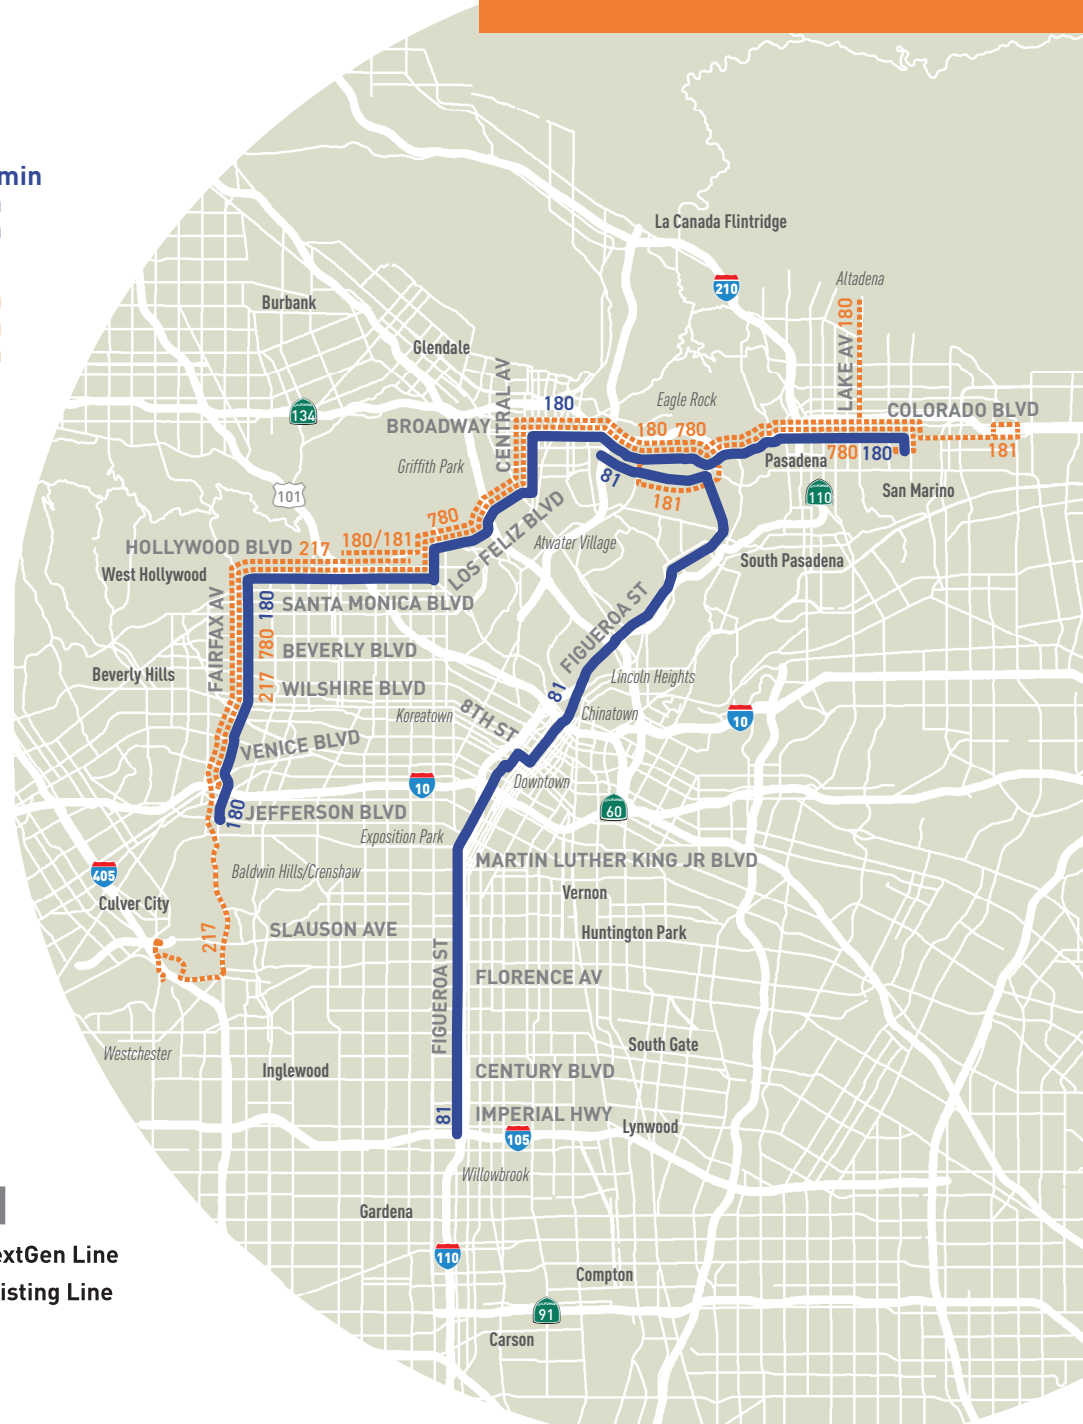 min
La Canada Flintridge
210
Altadena
180
LAKE AV
Burbank
Glendale
CENTRAL AV
Eagle Rock
180
COLORADO BLVD
134
BROADWAY
180 780
181
Griffith Park
81
181
Pasadena
780
180
San Marino
110
101
780
LOS FELIZ BLVD
Atwater Village
HOLLYWOOD BLVD
217
180/181
West Hollywood
South Pasadena
FAIRFAX AV
180
SANTA MONICA BLVD
780
BEVERLY BLVD
217
WILSHIRE BLVD
Beverly Hills
FIGUEROA ST
81
Lincoln Heights
Koreatown
8TH ST
Chinatown
10
VENICE BLVD
Downtown
10
180
JEFFERSON BLVD
60
Exposition Park
MARTIN LUTHER KING JR BLVD
405
Baldwin Hills/Crenshaw
Culver City
Vernon
217
SLAUSON AVE
Huntington Park
FIGUEROA ST
FLORENCE AV
Westchester
South Gate
Inglewood
CENTURY BLVD
81
IMPERIAL HWY
105
Lynwood
Willowbrook
Gardena
110
extGen Line
isting Line
Compton
91
Carson